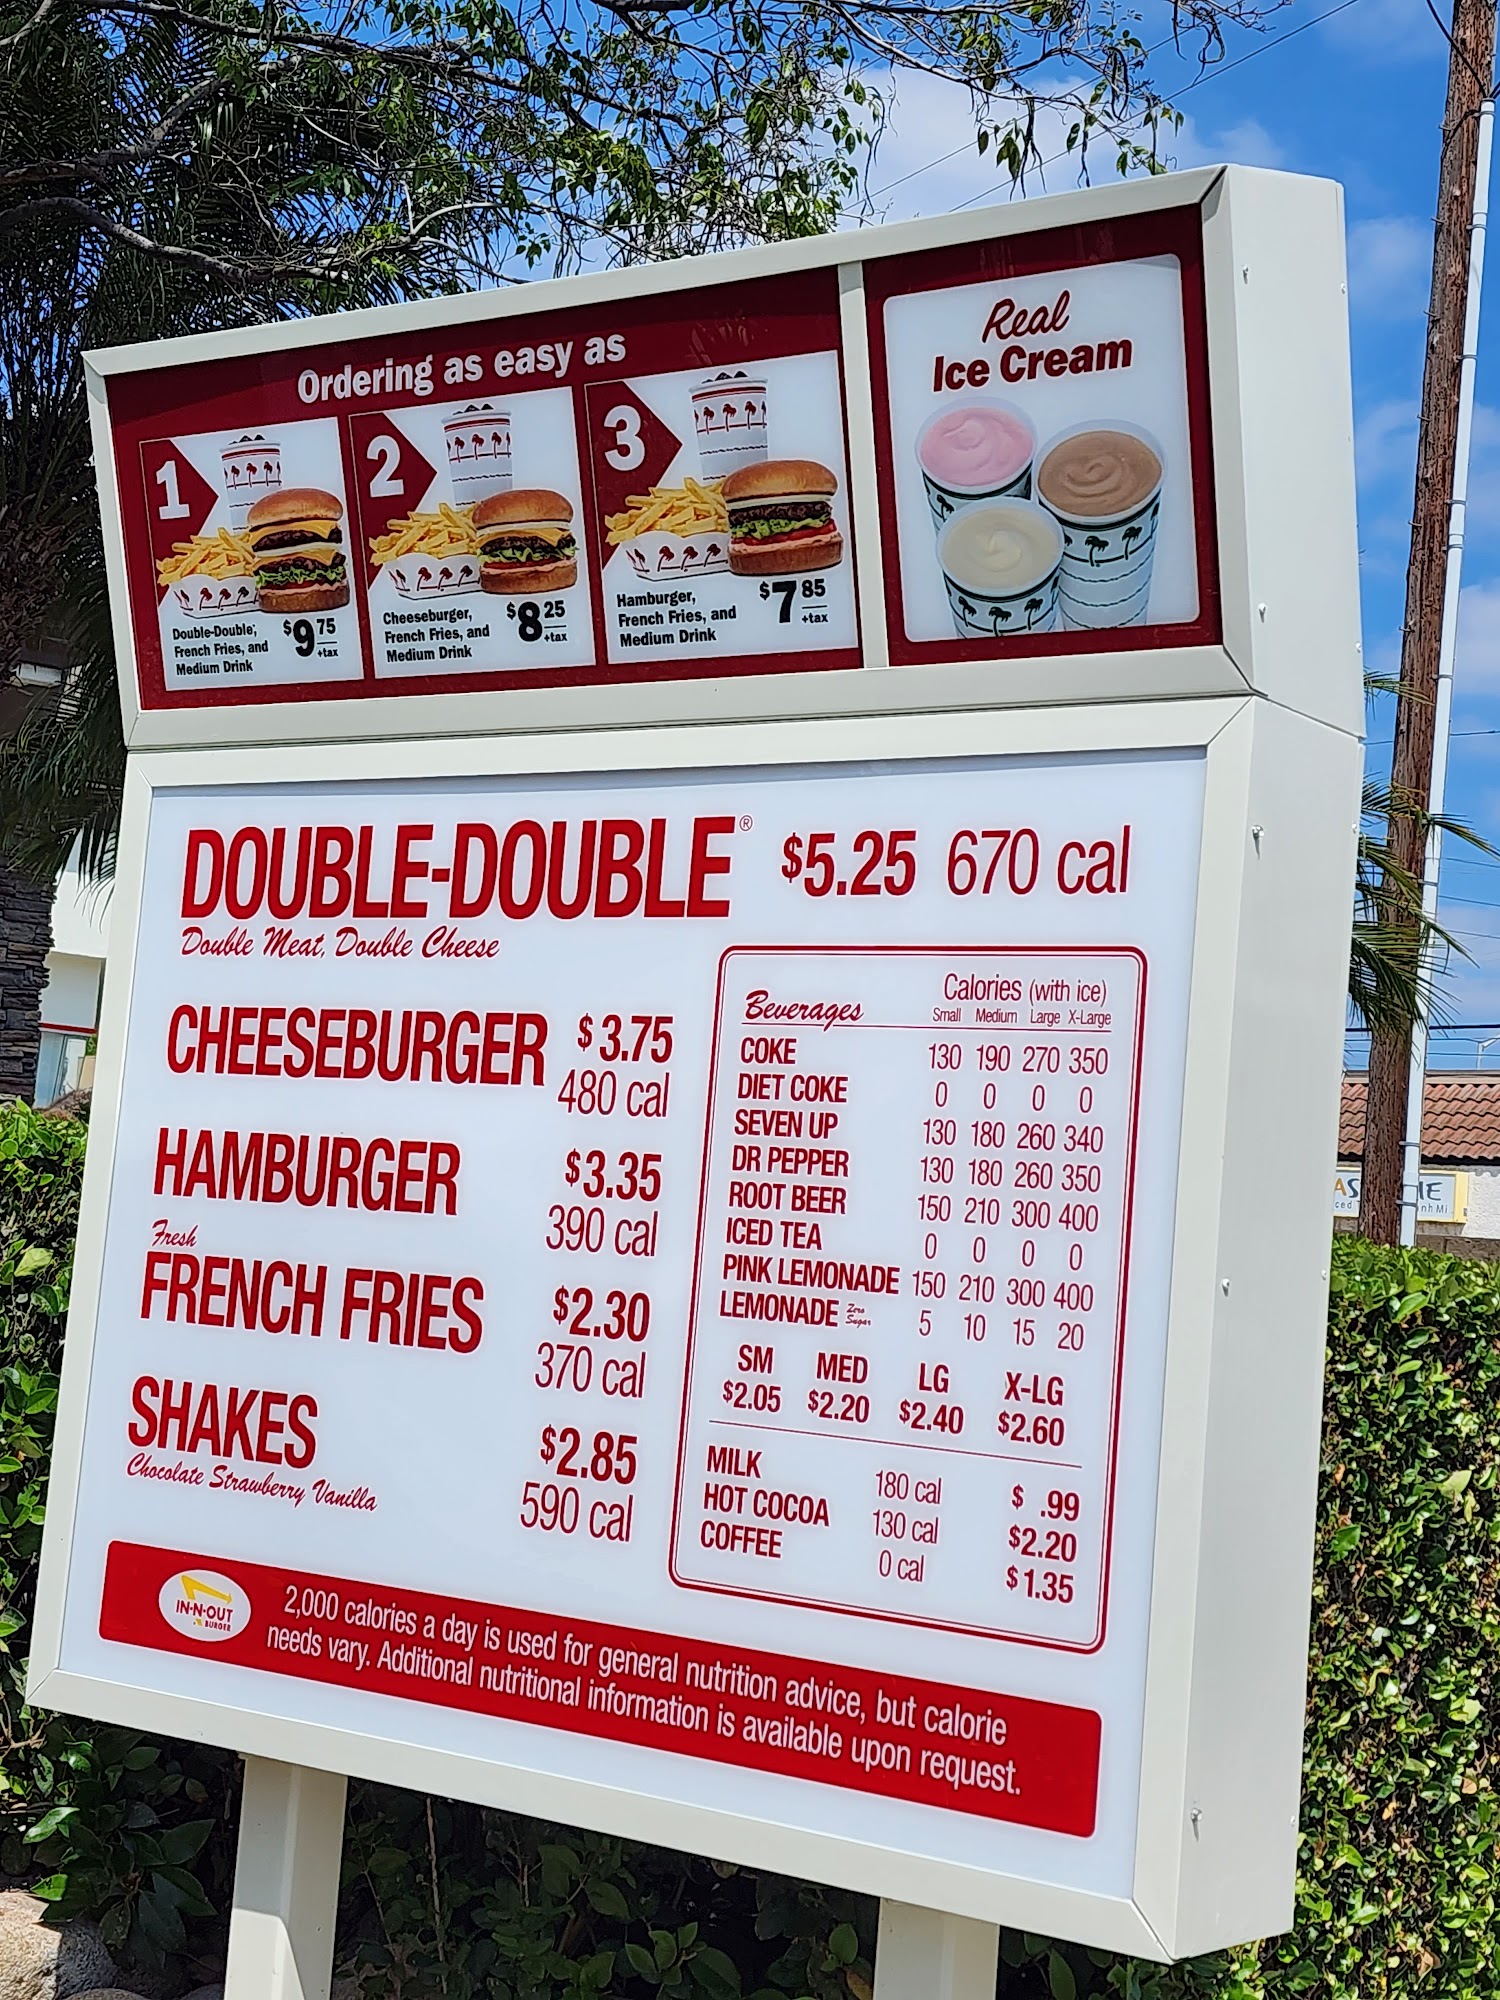 Ordering as easy as
1
Double-Double®,
French Fries, and
Medium Drink
$9 75
+tax
2
Cheeseburger,
French Fries, and
Medium Drink
$8 25
+tax
3
Hamburger,
French Fries, and
Medium Drink
$7 85
+tax
Real
Ice Cream
DOUBLE-DOUBLE® $5.25 670 cal
Double Meat, Double Cheese
CHEESEBURGER $3.75
480 cal
HAMBURGER $3.35
390 cal
Fresh
FRENCH FRIES $2.30
370 cal
SHAKES $2.85
Chocolate Strawberry Vanilla 590 cal
Beverages Calories (with ice)
Small Medium Large X-Large
COKE 130 190 270 350
DIET COKE 0 0 0 0
SEVEN UP 130 180 260 340
DR PEPPER 130 180 260 350
ROOT BEER 150 210 300 400
ICED TEA 0 0 0 0
PINK LEMONADE 150 210 300 400
LEMONADE Zero Sugar 5 10 15 20
SM MED LG X-LG
$2.05 $2.20 $2.40 $2.60
MILK 180 cal $ .99
HOT COCOA 130 cal $2.20
COFFEE 0 cal $1.35
IN-N-OUT
BURGER
2,000 calories a day is used for general nutrition advice, but calorie
needs vary. Additional nutritional information is available upon request.